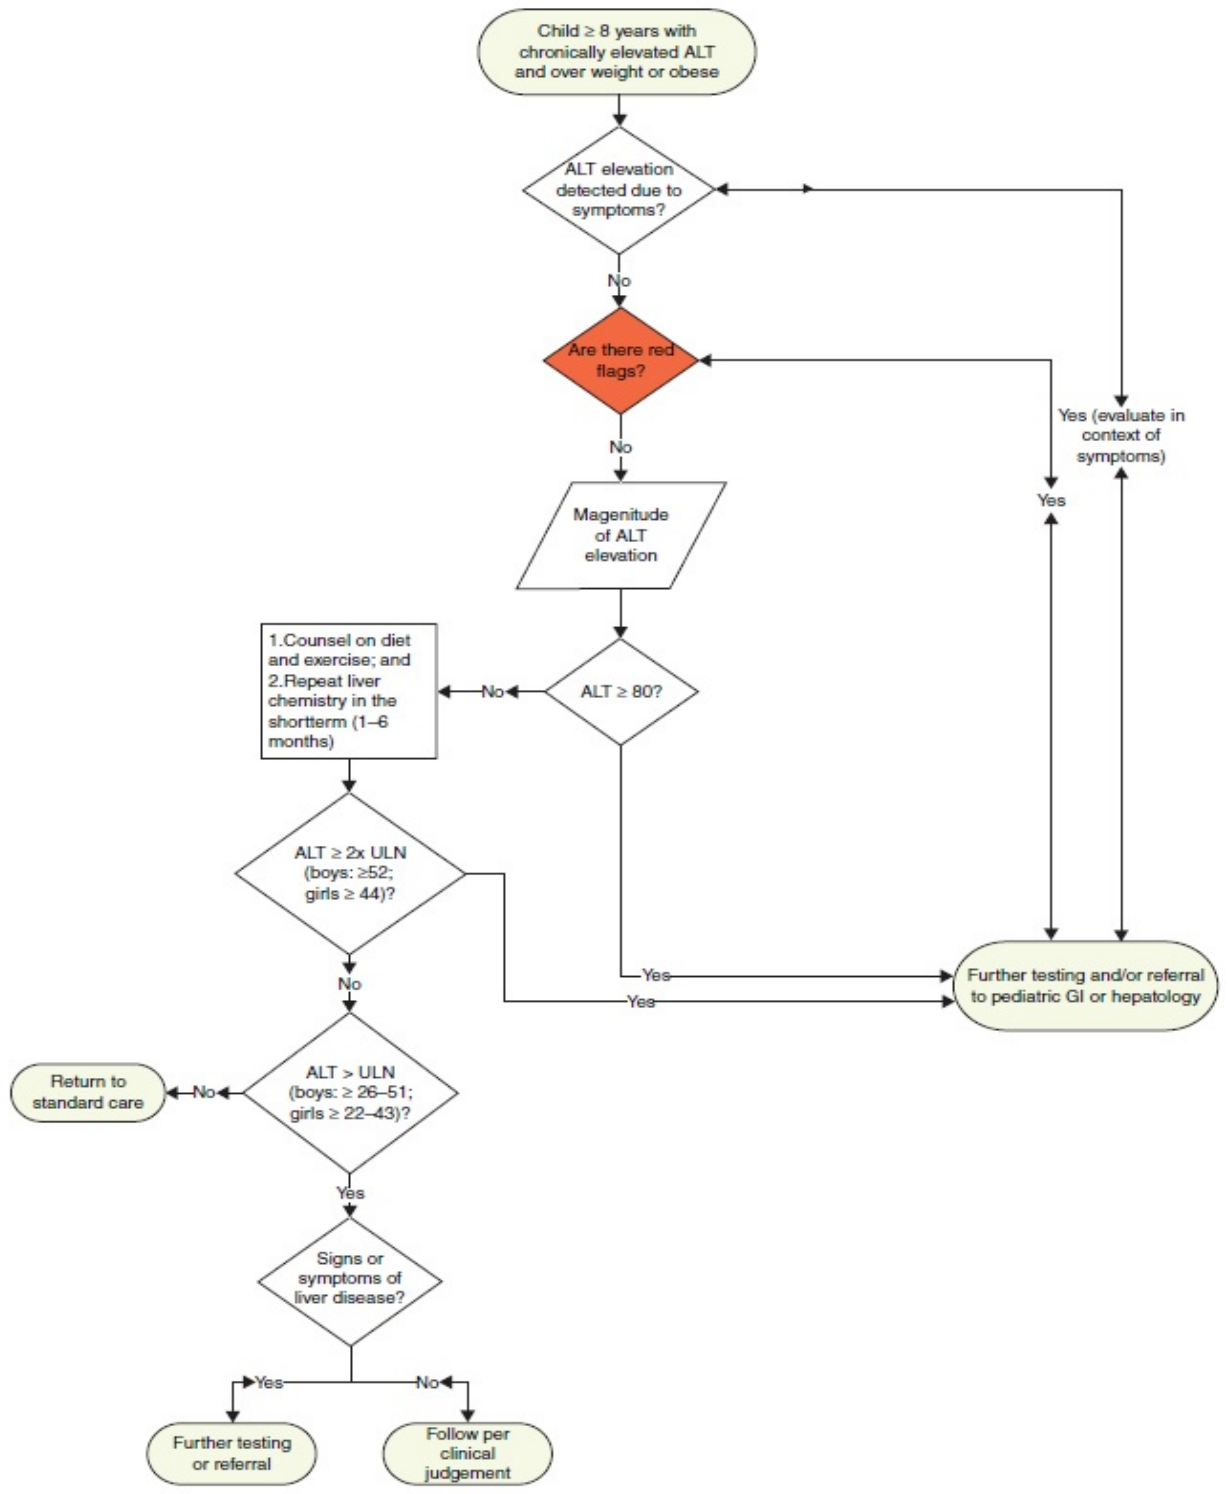 Child ≥ 8 years with
chronically elevated ALT
and over weight or obese
ALT elevation
detected due to
symptoms?
No
Are there red
flags?
Yes (evaluate in
context of
symptoms)
No
Yes
Magenitude
of ALT
elevation
1.Counsel on diet
and exercise; and
2.Repeat liver
chemistry in the
shortterm (1–6
months)
No
ALT ≥ 80?
ALT ≥ 2x ULN
(boys: ≥52;
girls ≥ 44)?
Yes
Yes
Further testing and/or referral
to pediatric GI or hepatology
No
ALT > ULN
(boys: ≥ 26–51;
girls ≥ 22–43)?
No
Return to
standard care
Yes
Signs or
symptoms of
liver disease?
Yes
No
Further testing
or referral
Follow per
clinical
judgement